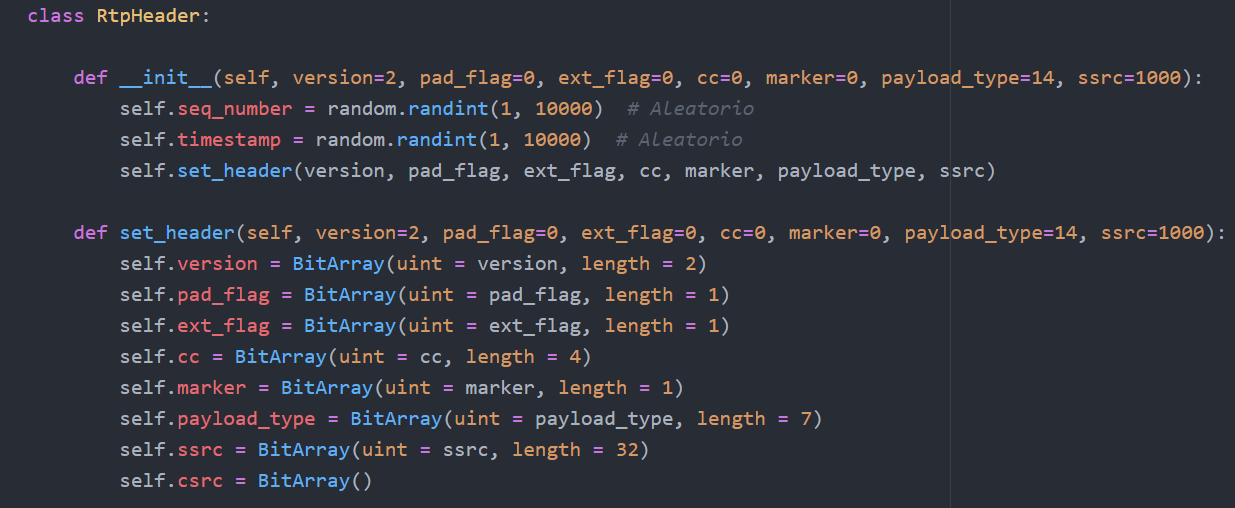 class RtpHeader:
def __init__(self, version=2, pad_flag=0, ext_flag=0, cc=0, marker=0, payload_type=14, ssrc=1000):
self.seq_number = random.randint(1, 10000)  # Aleatorio
self.timestamp = random.randint(1, 10000)  # Aleatorio
self.set_header(version, pad_flag, ext_flag, cc, marker, payload_type, ssrc)
def set_header(self, version=2, pad_flag=0, ext_flag=0, cc=0, marker=0, payload_type=14, ssrc=1000):
self.version = BitArray(uint = version, length = 2)
self.pad_flag = BitArray(uint = pad_flag, length = 1)
self.ext_flag = BitArray(uint = ext_flag, length = 1)
self.cc = BitArray(uint = cc, length = 4)
self.marker = BitArray(uint = marker, length = 1)
self.payload_type = BitArray(uint = payload_type, length = 7)
self.ssrc = BitArray(uint = ssrc, length = 32)
self.csrc = BitArray()